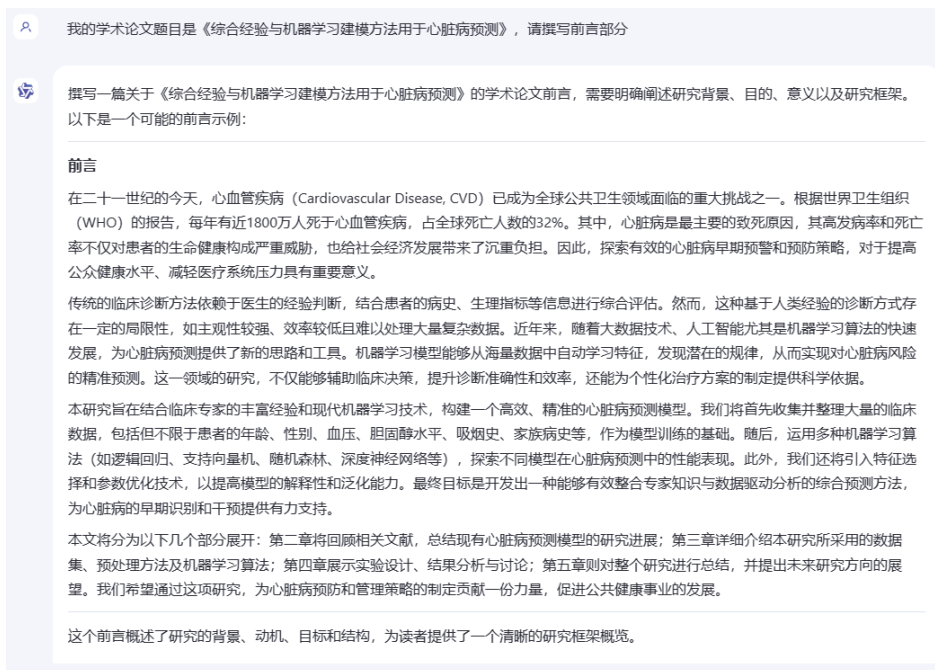 我的学术论文题目是《综合经验与机器学习建模方法用于心脏病预测》，请撰写前言部分
撰写一篇关于《综合经验与机器学习建模方法用于心脏病预测》的学术论文前言，需要明确阐述研究背景、目的、意义以及研究框架。
以下是一个可能的前言示例：
前言
在二十一世纪的今天，心血管疾病（Cardiovascular Disease, CVD）已成为全球公共卫生领域面临的重大挑战之一。根据世界卫生组织
（WHO）的报告，每年有近1800万人死于心血管疾病，占全球死亡人数的32%。其中，心脏病是最主要的致死原因，其高发病率和死亡
率不仅对患者的生命健康构成严重威胁，也给社会经济发展带来了沉重负担。因此，探索有效的心脏病早期预警和预防策略，对于提高
公众健康水平、减轻医疗系统压力具有重要意义。
传统的临床诊断方法依赖于医生的经验判断，结合患者的病史、生理指标等信息进行综合评估。然而，这种基于人类经验的诊断方式存
在一定的局限性，如主观性较强、效率较低且难以处理大量复杂数据。近年来，随着大数据技术、人工智能尤其是机器学习算法的快速
发展，为心脏病预测提供了新的思路和工具。机器学习模型能够从海量数据中自动学习特征，发现潜在的规律，从而实现对心脏病风险
的精准预测。这一领域的研究，不仅能够辅助临床决策，提升诊断准确性和效率，还能为个性化治疗方案的制定提供科学依据。
本研究旨在结合临床专家的丰富经验和现代机器学习技术，构建一个高效、精准的心脏病预测模型。我们将首先收集并整理大量的临床
数据，包括但不限于患者的年龄、性别、血压、胆固醇水平、吸烟史、家族病史等，作为模型训练的基础。随后，运用多种机器学习算
法（如逻辑回归、支持向量机、随机森林、深度神经网络等），探索不同模型在心脏病预测中的性能表现。此外，我们还将引入特征选
择和参数优化技术，以提高模型的解释性和泛化能力。最终目标是开发出一种能够有效整合专家知识与数据驱动分析的综合预测方法，
为心脏病的早期识别和干预提供有力支持。
本文将分为以下几个部分展开：第二章将回顾相关文献，总结现有心脏病预测模型的研究进展；第三章详细介绍本研究所采用的数据
集、预处理方法及机器学习算法；第四章展示实验设计、结果分析与讨论；第五章则对整个研究进行总结，并提出未来研究方向的展
望。我们希望通过这项研究，为心脏病预防和管理策略的制定贡献一份力量，促进公共健康事业的发展。
这个前言概述了研究的背景、动机、目标和结构，为读者提供了一个清晰的研究框架概览。